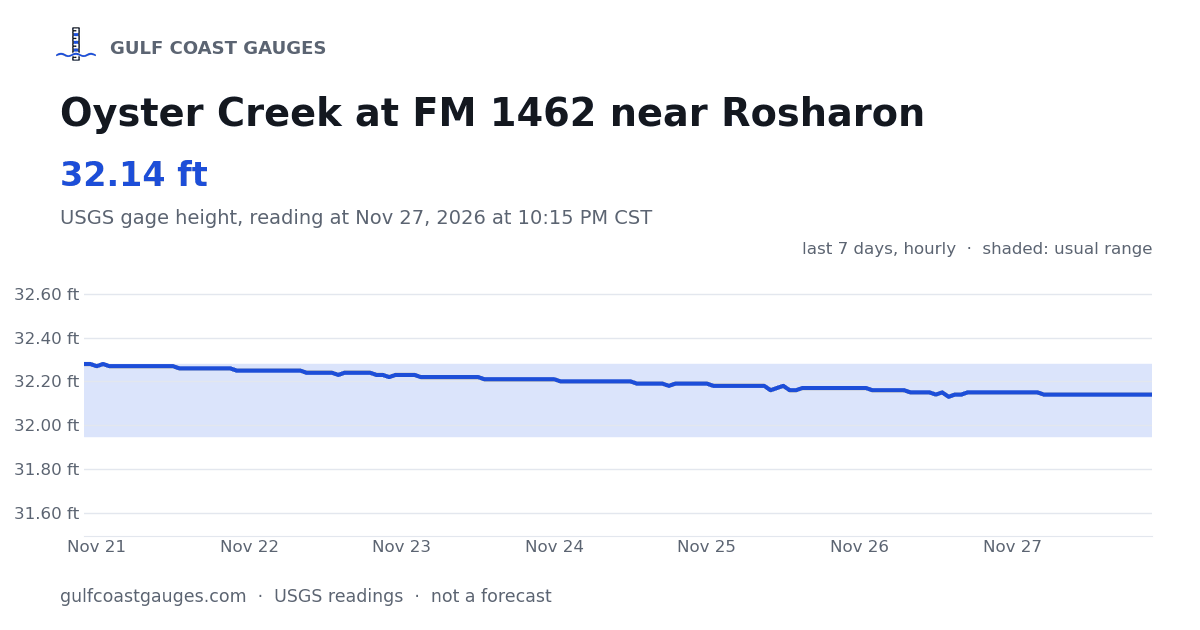 GULF COAST GAUGES
Oyster Creek at FM 1462 near Rosharon
32.14 ft
USGS gage height, reading at Nov 27, 2026 at 10:15 PM CST
last 7 days, hourly · shaded: usual range
32.60 ft
32.40 ft
32.20 ft
32.00 ft
31.80 ft
31.60 ft
Nov 21 Nov 22 Nov 23 Nov 24 Nov 25 Nov 26 Nov 27
gulfcoastgauges.com · USGS readings · not a forecast